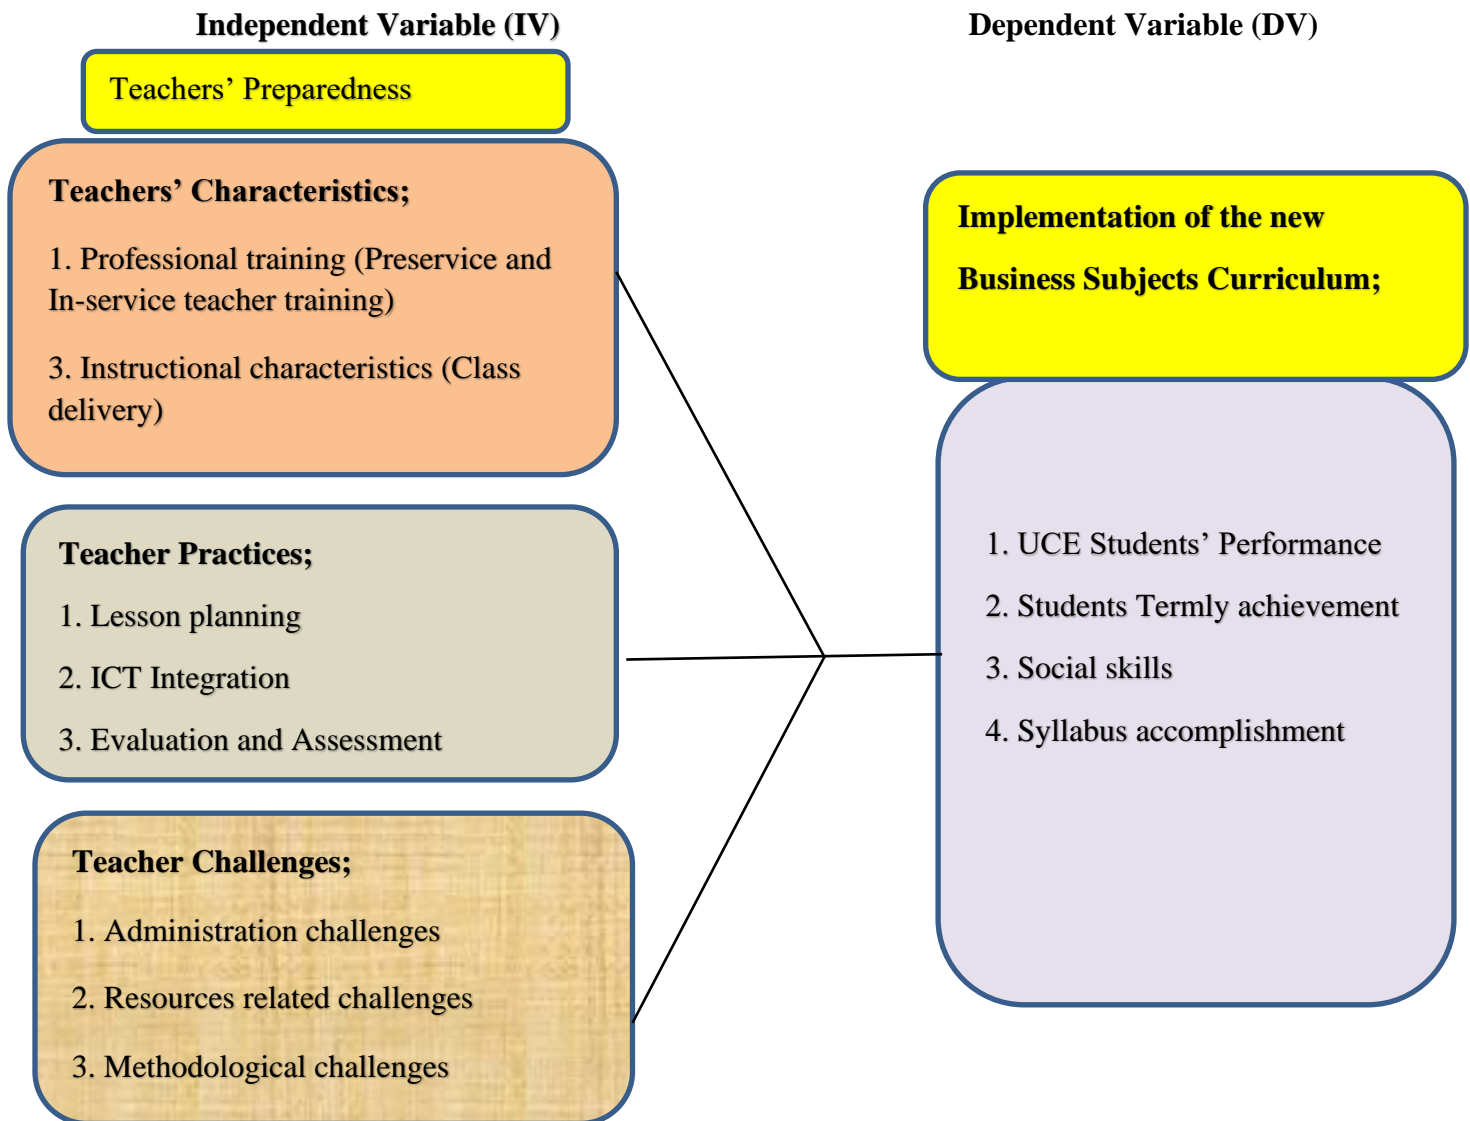 Independent Variable (IV)
Dependent Variable (DV)
Teachers’ Preparedness
Teachers’ Characteristics;
1. Professional training (Preservice and
In-service teacher training)
3. Instructional characteristics (Class
delivery)
Teacher Practices;
1. Lesson planning
2. ICT Integration
3. Evaluation and Assessment
Teacher Challenges;
1. Administration challenges
2. Resources related challenges
3. Methodological challenges
Implementation of the new
Business Subjects Curriculum;
1. UCE Students’ Performance
2. Students Termly achievement
3. Social skills
4. Syllabus accomplishment